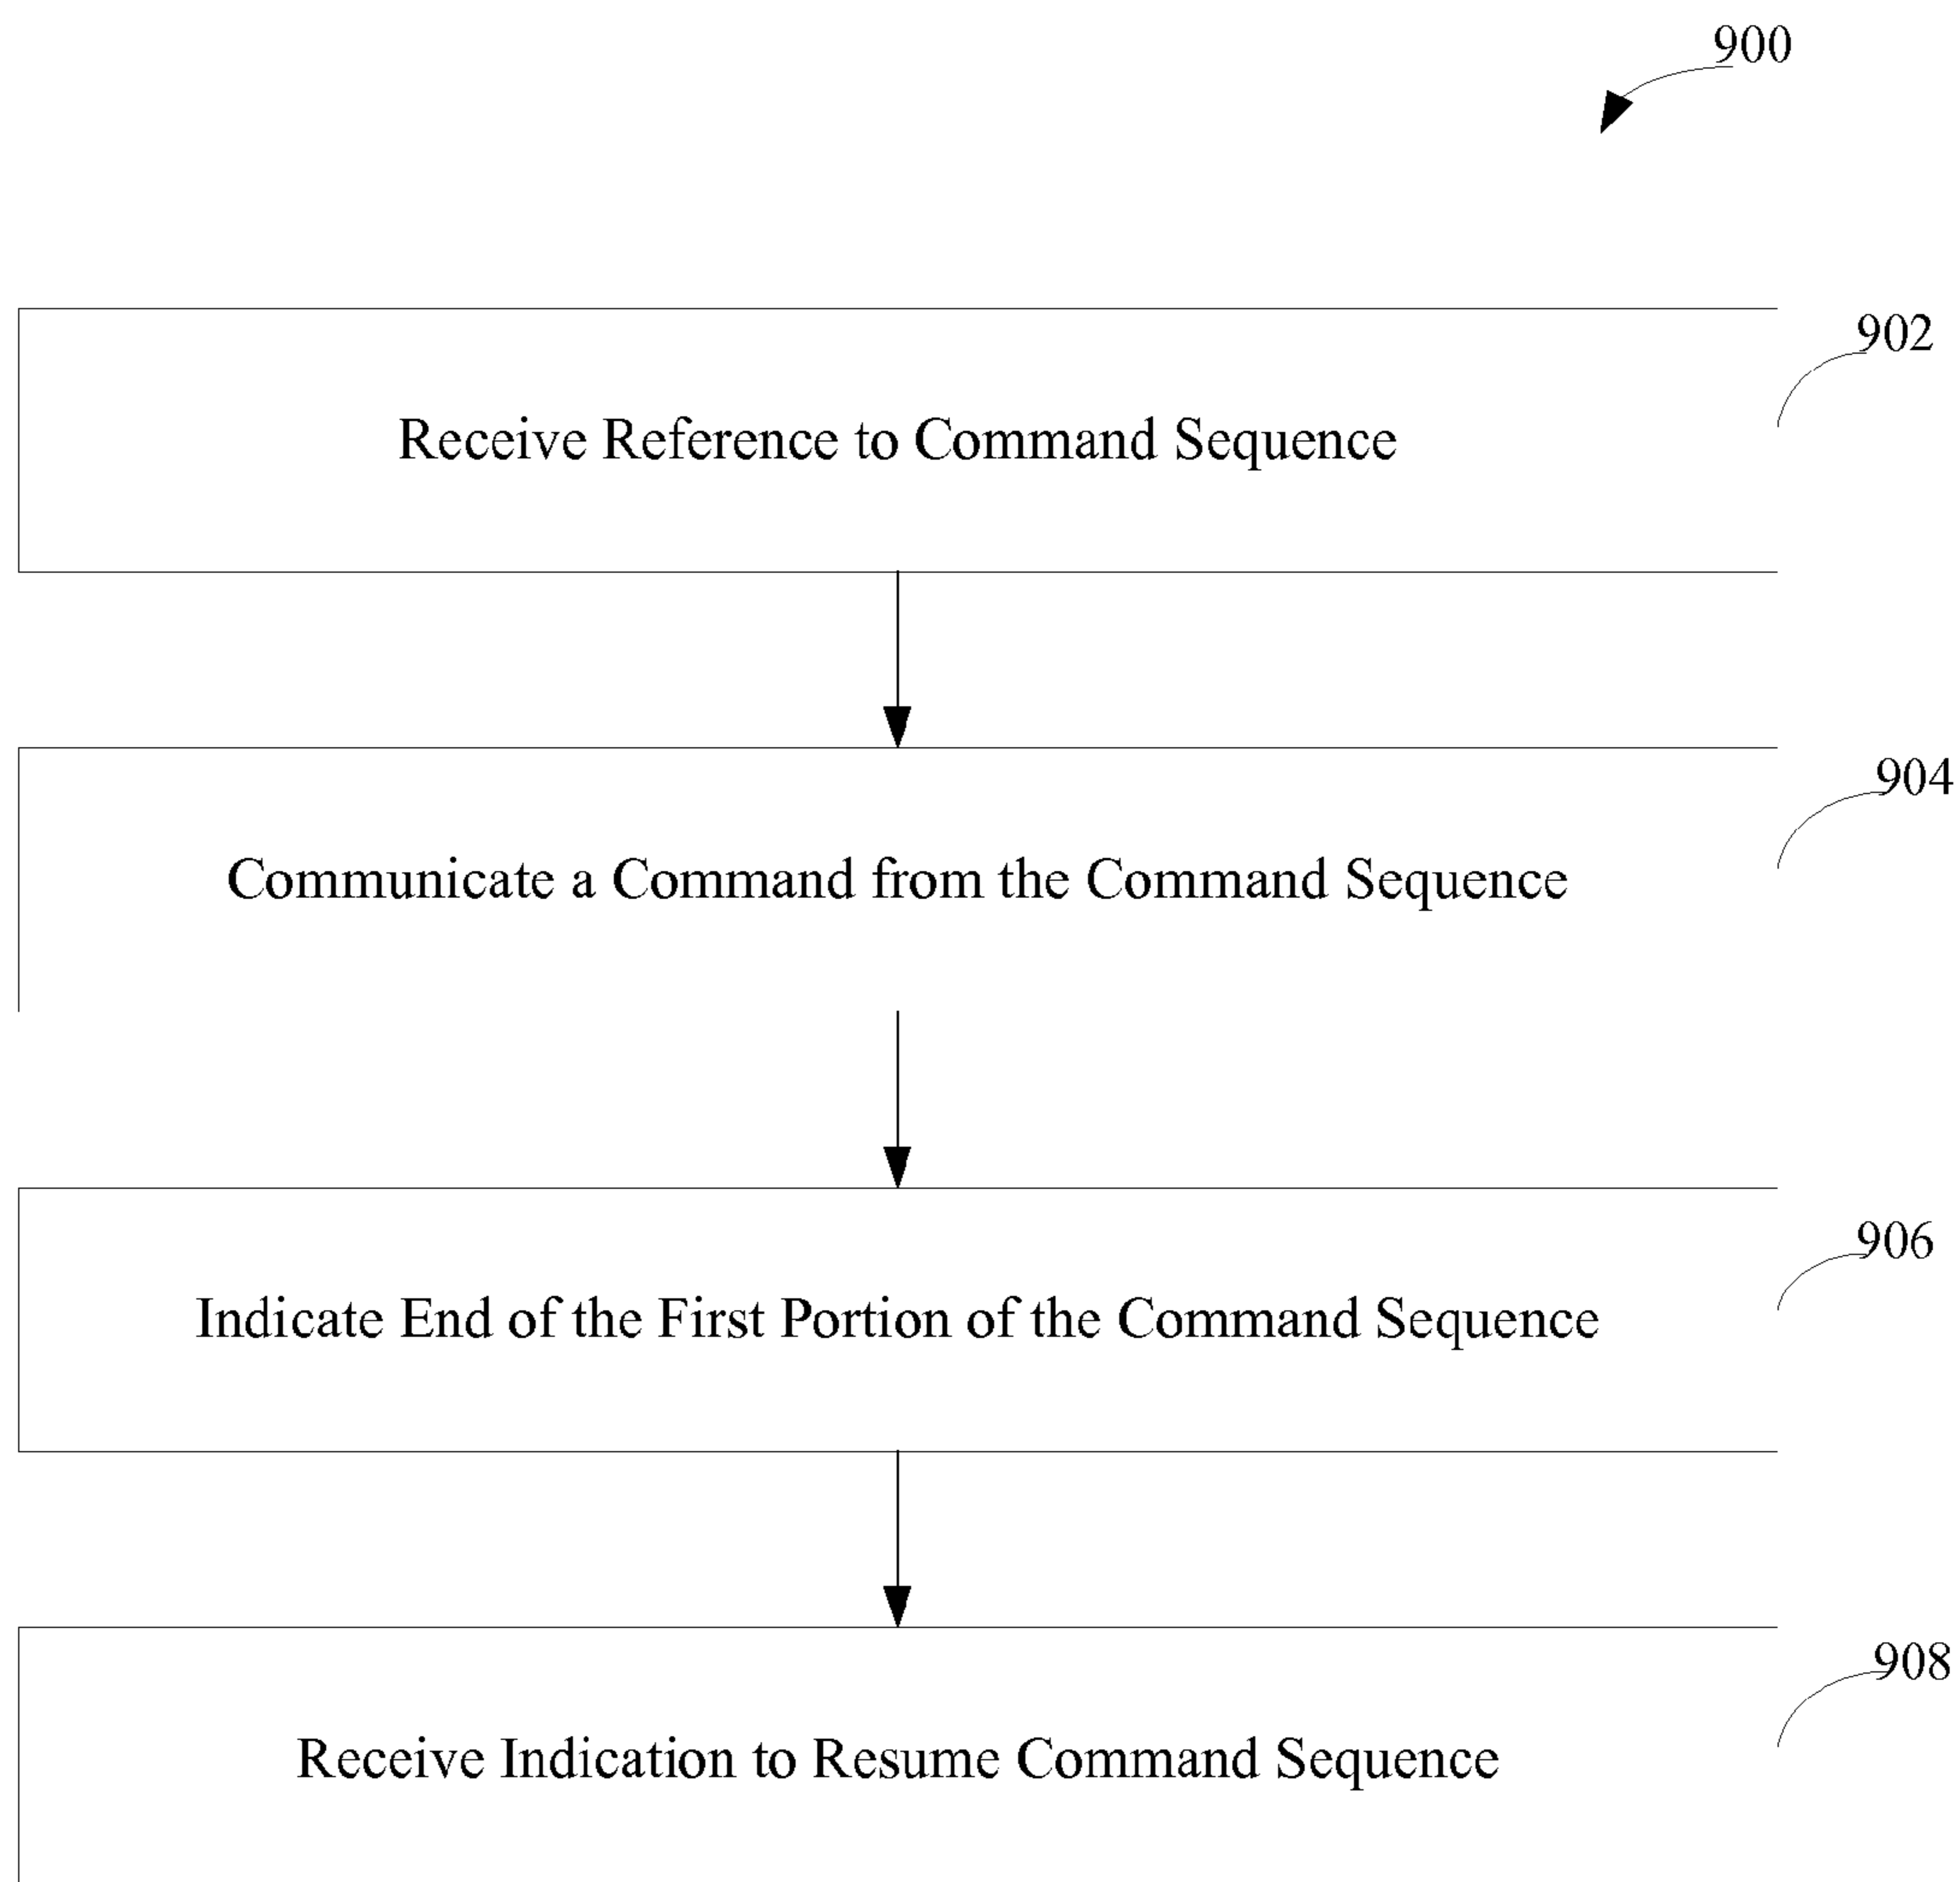 900
902
Receive Reference to Command Sequence
904
Communicate a Command from the Command Sequence
906
Indicate End of the First Portion of the Command Sequence
908
Receive Indication to Resume Command Sequence